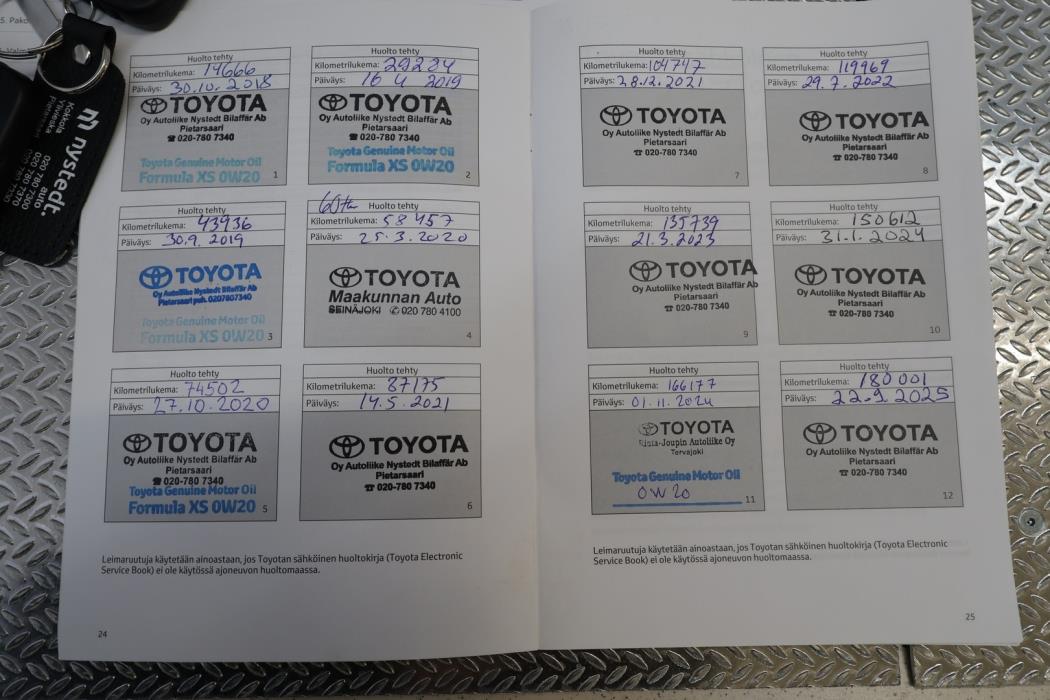 5. Pako
nystedt.
auto
Kokkola 020 780 7300
Ylivieska 020 780 7370
Pietarsaari
Huolto tehty
Kilometrilukema: 14666
Päiväys: 30.10.2018
TOYOTA
Oy Autoliike Nystedt Bilaffär Ab
Pietarsaari
☎ 020-780 7340
Toyota Genuine Motor Oil
Formula XS 0W20
1
Huolto tehty
Kilometrilukema: 29284
Päiväys: 16 4 2019
TOYOTA
Oy Autoliike Nystedt Bilaffär Ab
Pietarsaari
☎ 020-780 7340
Toyota Genuine Motor Oil
Formula XS 0W20
2
Huolto tehty
Kilometrilukema: 43936
Päiväys: 30.9.2019
TOYOTA
Oy Autoliike Nystedt Bilaffär Ab
Pietarsaari puh. 0207807340
Toyota Genuine Motor Oil
Formula XS 0W20
3
60tkm
Huolto tehty
Kilometrilukema: 58457
Päiväys: 25.3.2020
TOYOTA
Maakunnan Auto
SEINÄJOKI ✆ 020 780 4100
4
Huolto tehty
Kilometrilukema: 74502
Päiväys: 27.10.2020
TOYOTA
Oy Autoliike Nystedt Bilaffär Ab
Pietarsaari
☎ 020-780 7340
Toyota Genuine Motor Oil
Formula XS 0W20
5
Huolto tehty
Kilometrilukema: 87175
Päiväys: 14.5.2021
TOYOTA
Oy Autoliike Nystedt Bilaffär Ab
Pietarsaari
☎ 020-780 7340
6
Leimaruutuja käytetään ainoastaan, jos Toyotan sähköinen huoltokirja (Toyota Electronic
Service Book) ei ole käytössä ajoneuvon huoltomaassa.
24
Huolto tehty
Kilometrilukema: 104747
Päiväys: 28.12.2021
TOYOTA
Oy Autoliike Nystedt Bilaffär Ab
Pietarsaari
☎ 020-780 7340
7
Huolto tehty
Kilometrilukema: 119969
Päiväys: 29.7.2022
TOYOTA
Oy Autoliike Nystedt Bilaffär Ab
Pietarsaari
☎ 020-780 7340
8
Huolto tehty
Kilometrilukema: 135739
Päiväys: 21.3.2023
TOYOTA
Oy Autoliike Nystedt Bilaffär Ab
Pietarsaari
☎ 020-780 7340
9
Huolto tehty
Kilometrilukema: 150612
Päiväys: 31.1.2024
TOYOTA
Oy Autoliike Nystedt Bilaffär Ab
Pietarsaari
☎ 020-780 7340
10
Huolto tehty
Kilometrilukema: 166177
Päiväys: 01.11.2024
TOYOTA
Rinta-Joupin Autoliike Oy
Tervajoki
Toyota Genuine Motor Oil
0W20
11
Huolto tehty
Kilometrilukema: 180001
Päiväys: 22.9.2025
TOYOTA
Oy Autoliike Nystedt Bilaffär Ab
Pietarsaari
☎ 020-780 7340
12
Leimaruutuja käytetään ainoastaan, jos Toyotan sähköinen huoltokirja (Toyota Electronic
Service Book) ei ole käytössä ajoneuvon huoltomaassa.
25